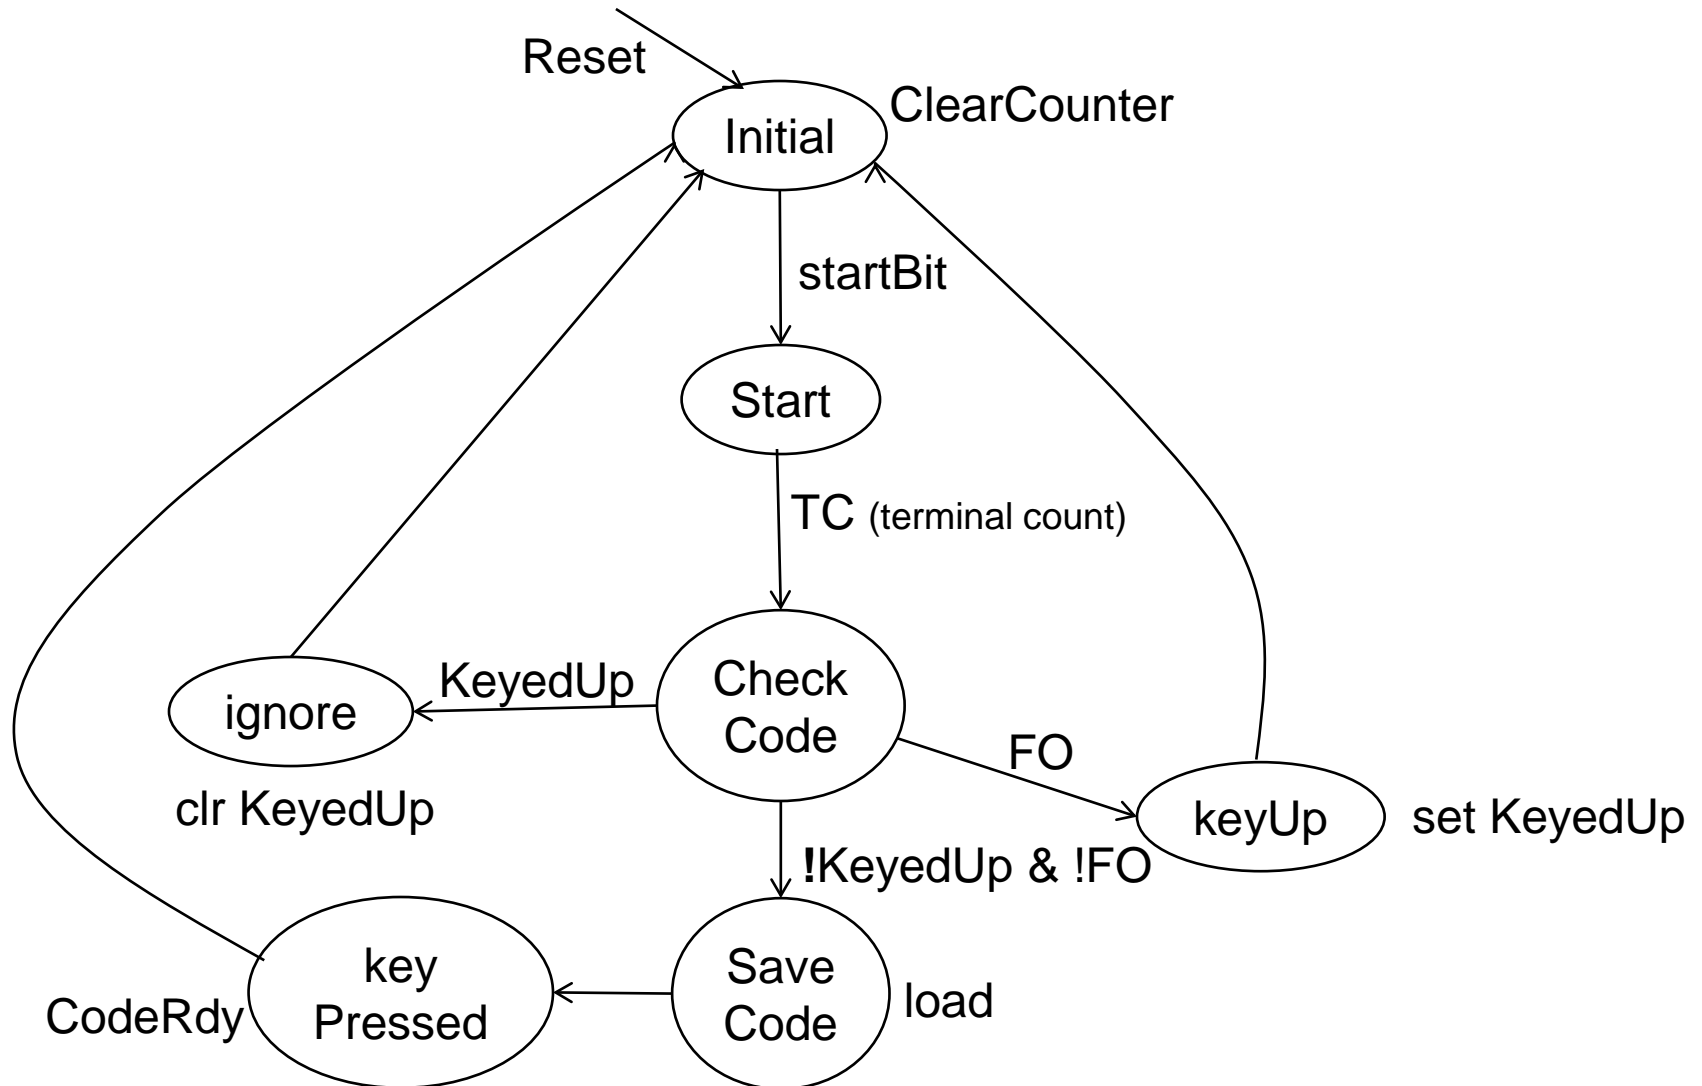 Reset
ClearCounter
Initial
startBit
Start
TC (terminal count)
KeyedUp
Check
Code
ignore
FO
clr KeyedUp
keyUp
set KeyedUp
!KeyedUp & !FO
key
Pressed
Save
Code
load
CodeRdy